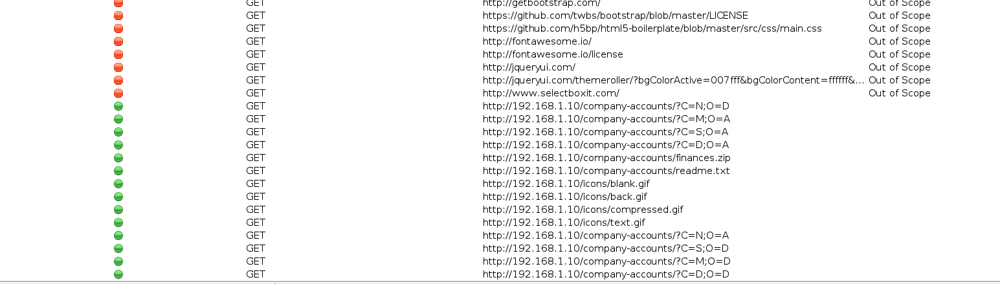 GET http://getbootstrap.com/ Out of Scope
GET https://github.com/twbs/bootstrap/blob/master/LICENSE Out of Scope
GET https://github.com/h5bp/html5-boilerplate/blob/master/src/css/main.css Out of Scope
GET http://fontawesome.io/ Out of Scope
GET http://fontawesome.io/license Out of Scope
GET http://jqueryui.com/ Out of Scope
GET http://jqueryui.com/themeroller/?bgColorActive=007fff&bgColorContent=ffffff&... Out of Scope
GET http://www.selectboxit.com/ Out of Scope
GET http://192.168.1.10/company-accounts/?C=N;O=D
GET http://192.168.1.10/company-accounts/?C=M;O=A
GET http://192.168.1.10/company-accounts/?C=S;O=A
GET http://192.168.1.10/company-accounts/?C=D;O=A
GET http://192.168.1.10/company-accounts/finances.zip
GET http://192.168.1.10/company-accounts/readme.txt
GET http://192.168.1.10/icons/blank.gif
GET http://192.168.1.10/icons/back.gif
GET http://192.168.1.10/icons/compressed.gif
GET http://192.168.1.10/icons/text.gif
GET http://192.168.1.10/company-accounts/?C=N;O=A
GET http://192.168.1.10/company-accounts/?C=S;O=D
GET http://192.168.1.10/company-accounts/?C=M;O=D
GET http://192.168.1.10/company-accounts/?C=D;O=D